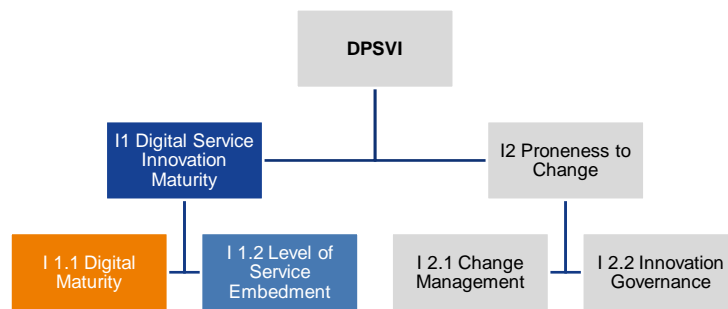 DPSVI
I1 Digital Service
Innovation
Maturity
I2 Proneness to
Change
I 1.1 Digital
Maturity
I 1.2 Level of
Service
Embedment
I 2.1 Change
Management
I 2.2 Innovation
Governance